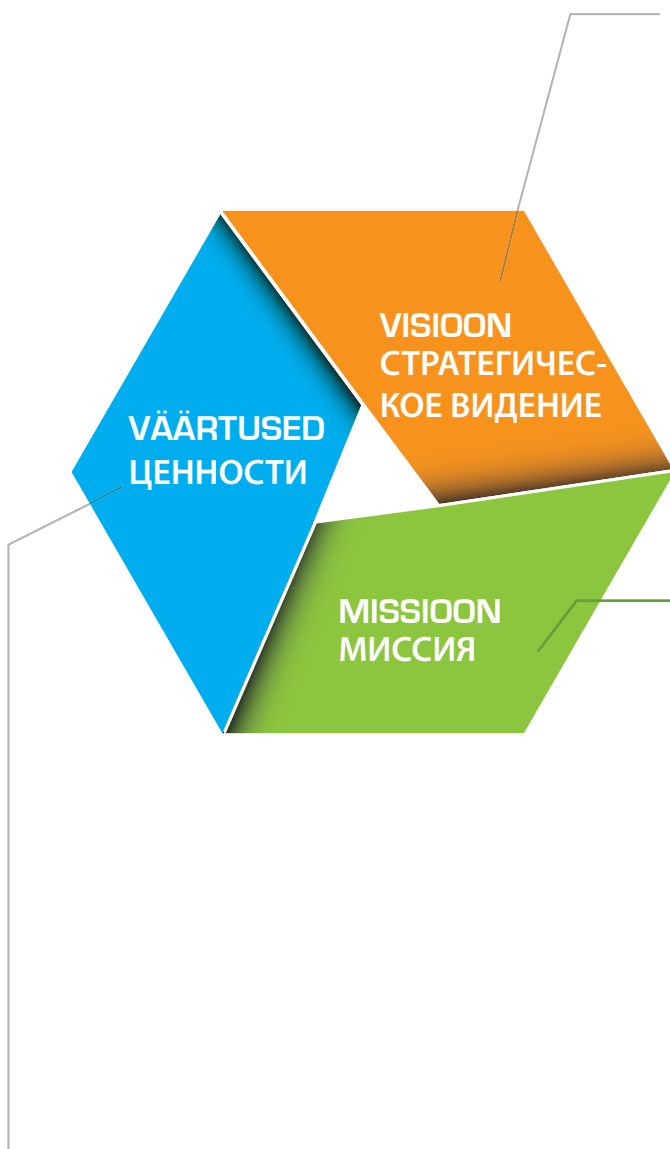 VISIOON
СТРАТЕГИЧЕС-
КОЕ ВИДЕНИЕ
VÄÄRTUSED
ЦЕННОСТИ
MISSIOON
МИССИЯ